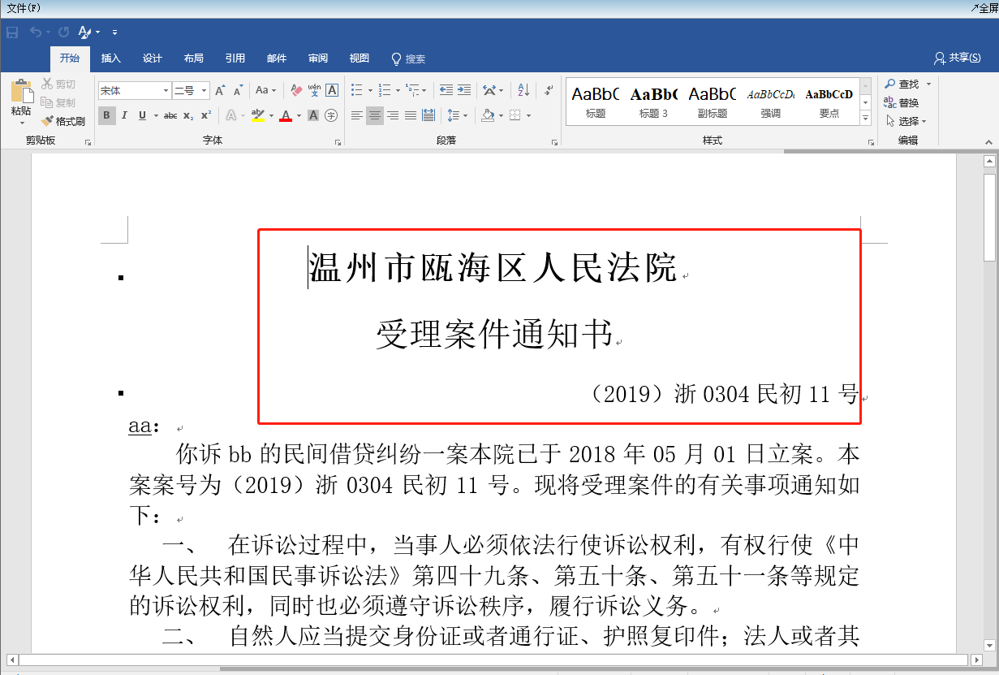 文件(F)
↗全屏
开始 插入 设计 布局 引用 邮件 审阅 视图 搜索 共享(S)
粘贴 剪切 复制 格式刷
宋体 二号 Aa wén 文 A
B I U abc x₂ x² A ab A A 字
AaBbC AaBb( AaBbC AaBbCcDi AaBbCcD
标题 标题 3 副标题 强调 要点
查找
替换
选择
剪贴板 字体 段落 样式 编辑
温州市瓯海区人民法院
受理案件通知书
（2019）浙 0304 民初 11 号
aa：
你诉 bb 的民间借贷纠纷一案本院已于 2018 年 05 月 01 日立案。本
案案号为（2019）浙 0304 民初 11 号。现将受理案件的有关事项通知如
下：
一、 在诉讼过程中，当事人必须依法行使诉讼权利，有权行使《中
华人民共和国民事诉讼法》第四十九条、第五十条、第五十一条等规定
的诉讼权利，同时也必须遵守诉讼秩序，履行诉讼义务。
二、 自然人应当提交身份证或者通行证、护照复印件；法人或者其